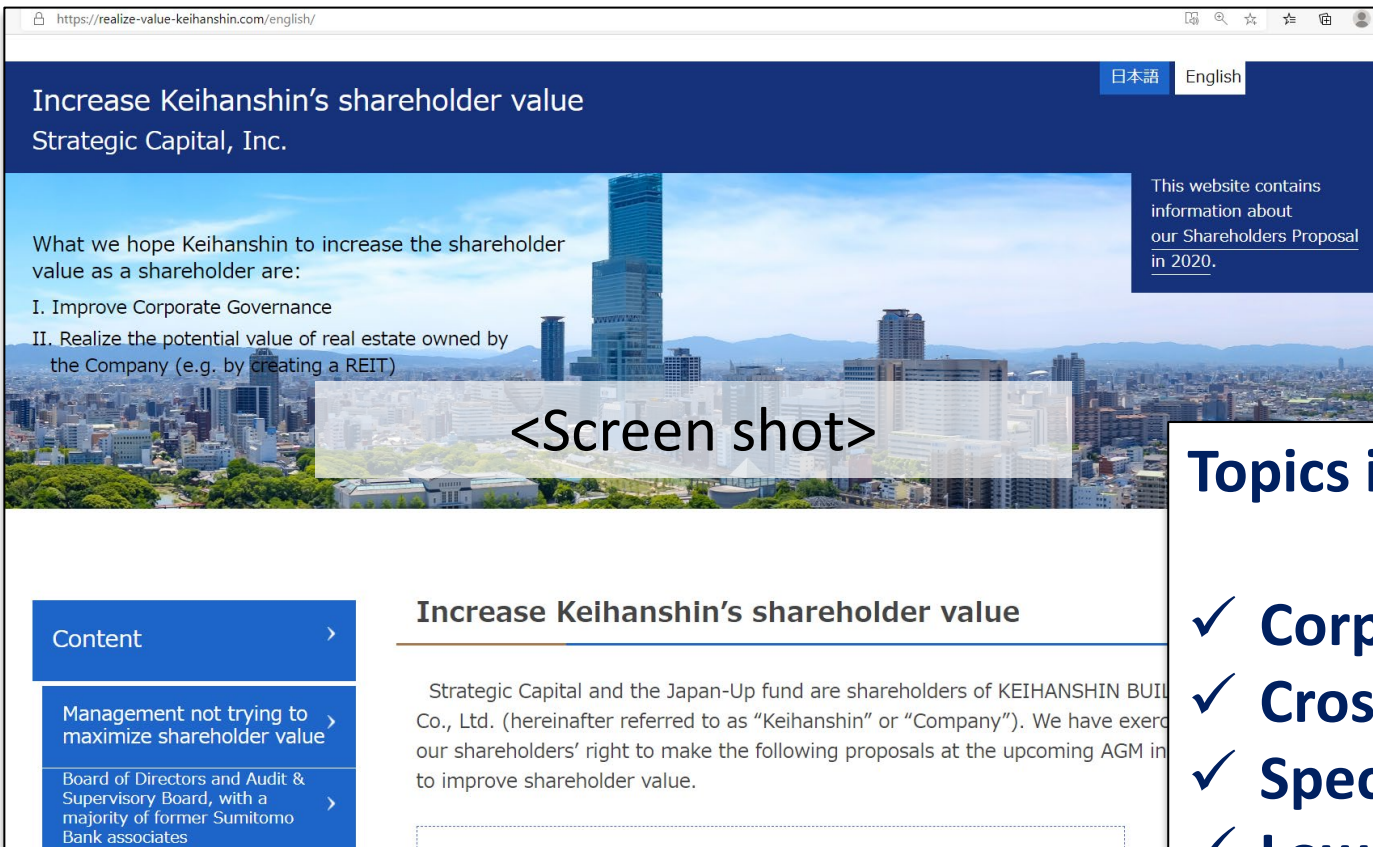 https://realize-value-keihanshin.com/english/
日本語 English
Increase Keihanshin's shareholder value
Strategic Capital, Inc.
This website contains
information about
our Shareholders Proposal
in 2020.
What we hope Keihanshin to increase the shareholder
value as a shareholder are:
I. Improve Corporate Governance
II. Realize the potential value of real estate owned by
the Company (e.g. by creating a REIT)
<Screen shot>
Content
Management not trying to
maximize shareholder value
Board of Directors and Audit &
Supervisory Board, with a
majority of former Sumitomo
Bank associates
Increase Keihanshin's shareholder value
Strategic Capital and the Japan-Up fund are shareholders of KEIHANSHIN
Co., Ltd. (hereinafter referred to as “Keihanshin” or “Company”). We have
our shareholders' right to make the following proposals at the upcoming AGM in
to improve shareholder value.
Topics